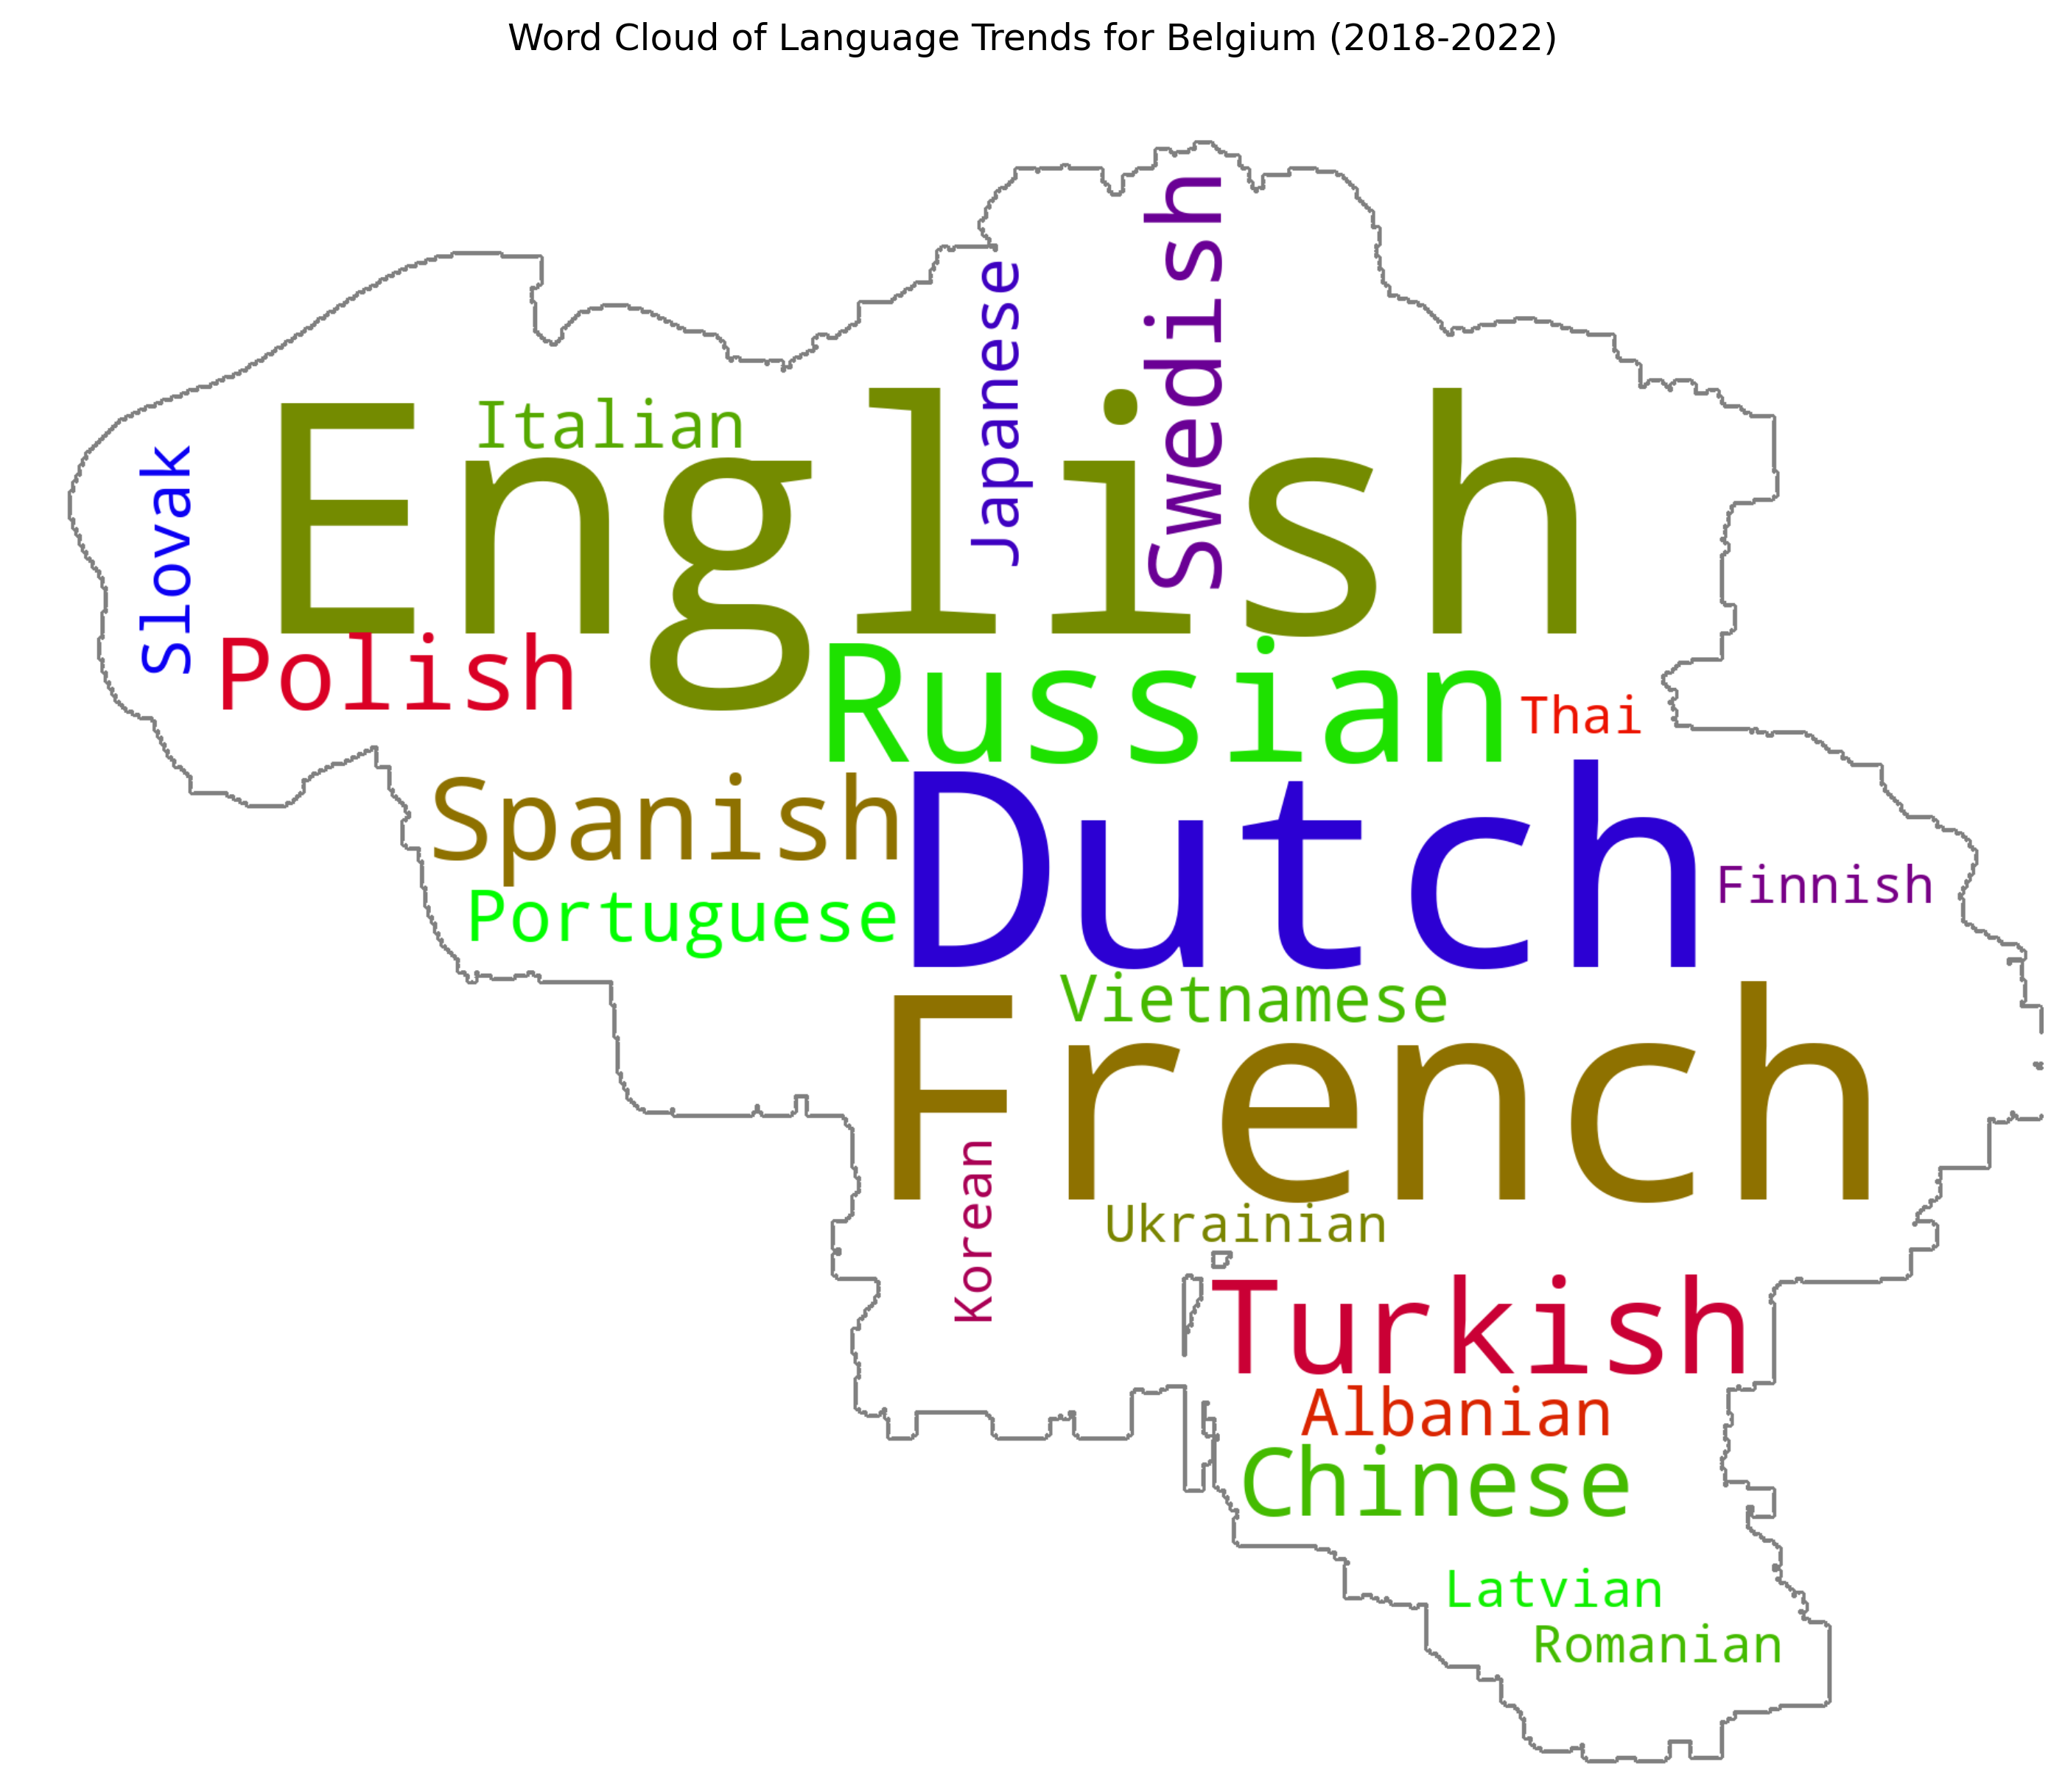 Word Cloud of Language Trends for Belgium (2018-2022)
Swedish
Japanese
Italian
English
Slovak
Polish
Russian
Thai
Spanish
Dutch
Finnish
Portuguese
Vietnamese
French
Korean
Ukrainian
Turkish
Albanian
Chinese
Latvian
Romanian